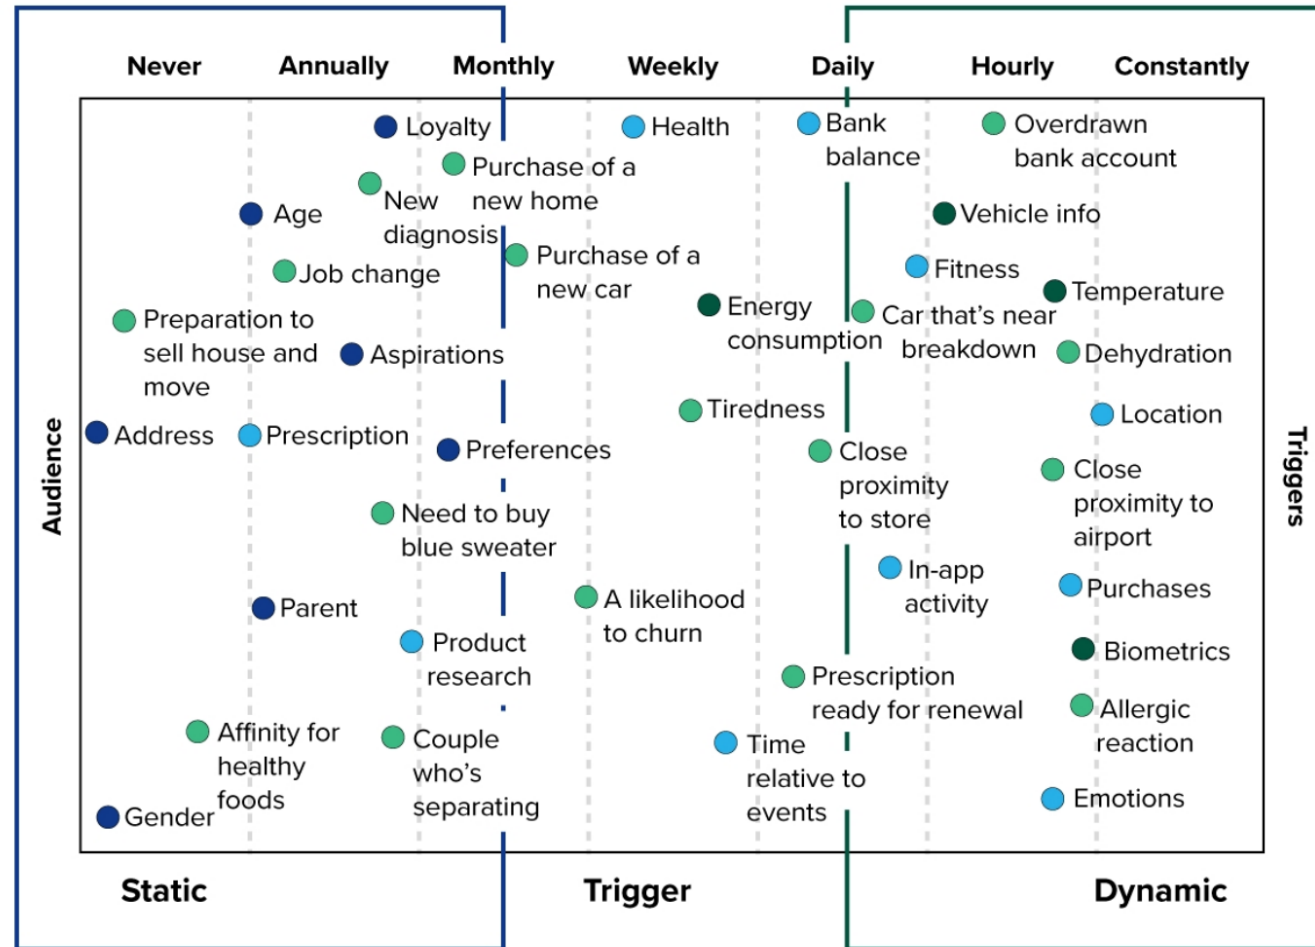 Never
Annually
Monthly
Weekly
Daily
Hourly
Constantly
Loyalty
Health
Bank
balance
Overdrawn
bank account
Purchase of a
new home
New
diagnosis
Age
Vehicle info
Job change
Purchase of a
new car
Fitness
Temperature
Preparation to
sell house and
move
Aspirations
Energy
consumption
Car that’s near
breakdown
Dehydration
Audience
Address
Prescription
Preferences
Tiredness
Close
proximity
to store
Location
Close
proximity to
airport
Triggers
Need to buy
blue sweater
In-app
activity
Purchases
Parent
A likelihood
to churn
Product
research
Biometrics
Prescription
ready for renewal
Allergic
reaction
Affinity for
healthy
foods
Couple
who’s
separating
Time
relative to
events
Emotions
Gender
Static
Trigger
Dynamic